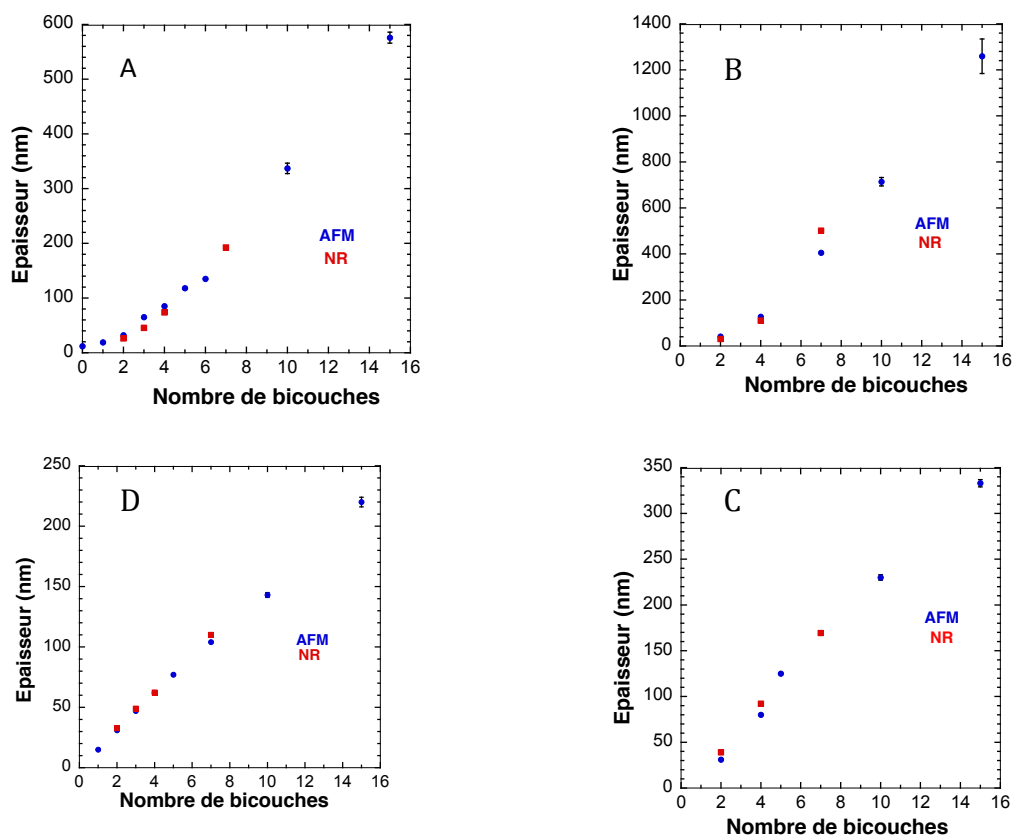 A
Epaisseur (nm)
600
500
400
300
200
100
0
AFM
NR
0 2 4 6 8 10 12 14 16
Nombre de bicouches
B
Epaisseur (nm)
1400
1200
1000
800
600
400
200
0
AFM
NR
0 2 4 6 8 10 12 14 16
Nombre de bicouches
D
Epaisseur (nm)
250
200
150
100
50
0
AFM
NR
0 2 4 6 8 10 12 14 16
Nombre de bicouches
C
Epaisseur (nm)
350
300
250
200
150
100
50
0
AFM
NR
0 2 4 6 8 10 12 14 16
Nombre de bicouches